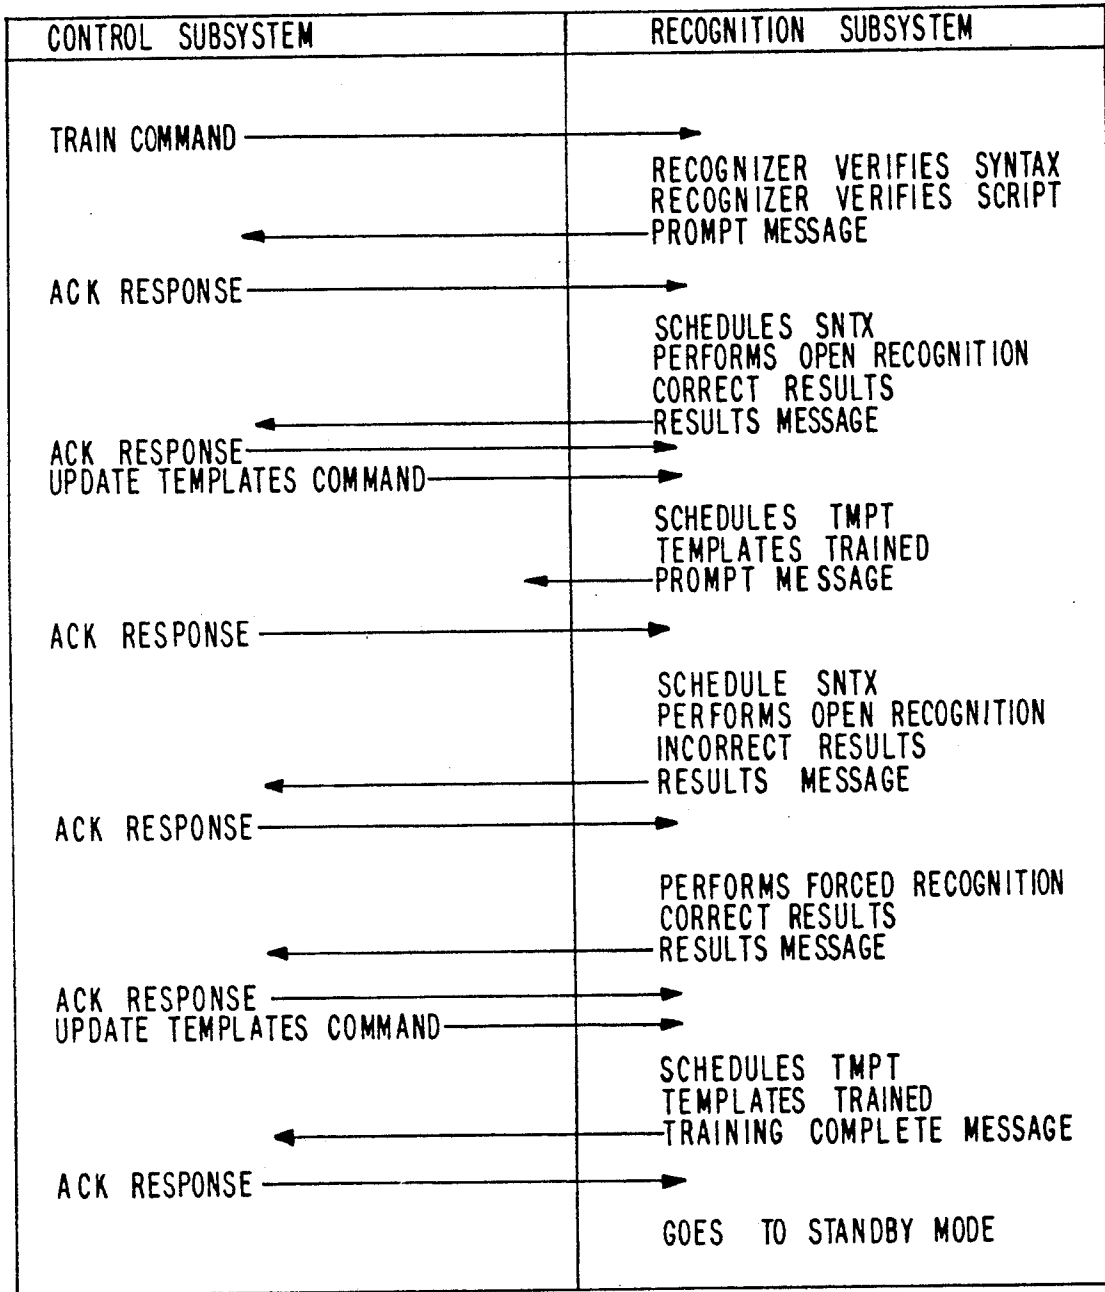 CONTROL SUBSYSTEM
RECOGNITION SUBSYSTEM
TRAIN COMMAND
RECOGNIZER VERIFIES SYNTAX
RECOGNIZER VERIFIES SCRIPT
PROMPT MESSAGE
ACK RESPONSE
SCHEDULES SNTX
PERFORMS OPEN RECOGNITION
CORRECT RESULTS
RESULTS MESSAGE
ACK RESPONSE
UPDATE TEMPLATES COMMAND
SCHEDULES TMPT
TEMPLATES TRAINED
PROMPT MESSAGE
ACK RESPONSE
SCHEDULE SNTX
PERFORMS OPEN RECOGNITION
INCORRECT RESULTS
RESULTS MESSAGE
ACK RESPONSE
PERFORMS FORCED RECOGNITION
CORRECT RESULTS
RESULTS MESSAGE
ACK RESPONSE
UPDATE TEMPLATES COMMAND
SCHEDULES TMPT
TEMPLATES TRAINED
TRAINING COMPLETE MESSAGE
ACK RESPONSE
GOES TO STANDBY MODE